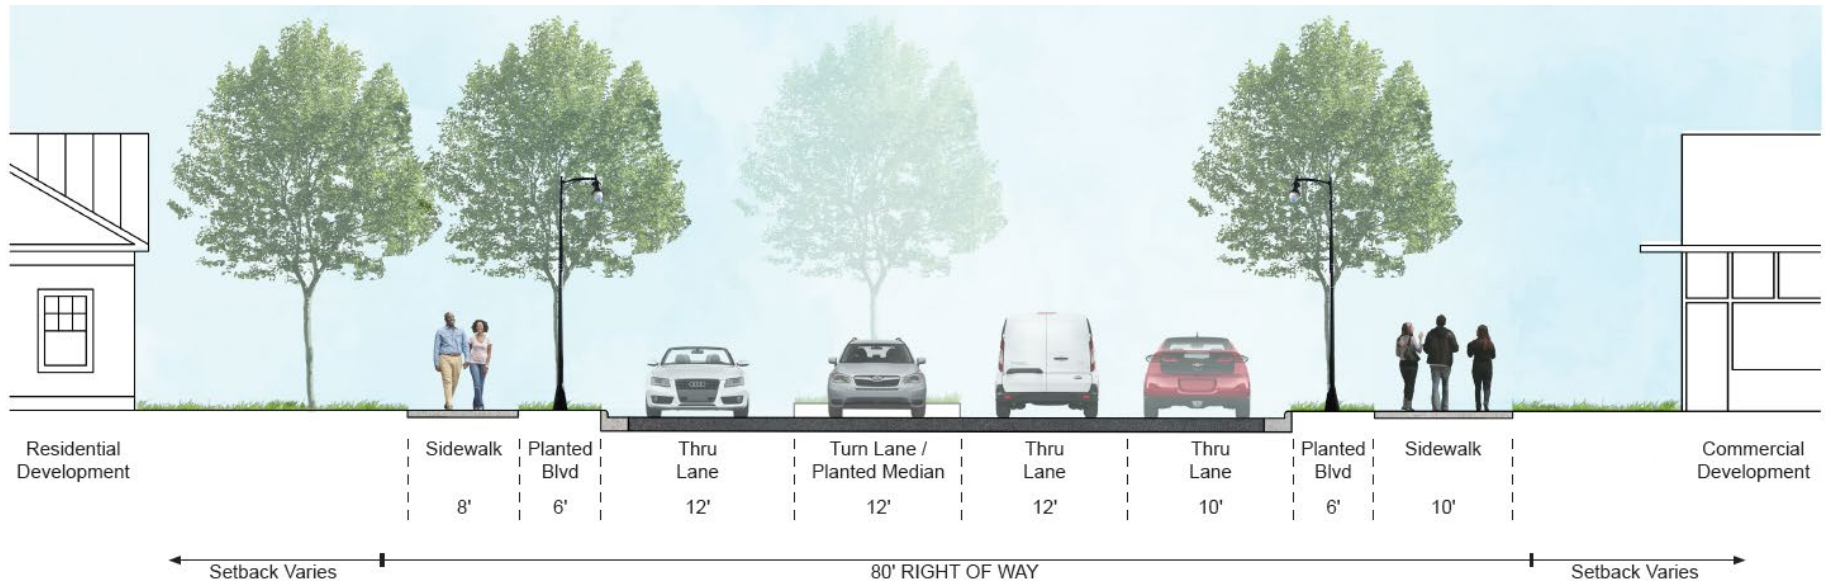 Residential
Development
Sidewalk
8'
Planted
Blvd
6'
Thru
Lane
12'
Turn Lane /
Planted Median
12'
Thru
Lane
12'
Thru
Lane
10'
Planted
Blvd
6'
Sidewalk
10'
Commercial
Development
Setback Varies
80' RIGHT OF WAY
Setback Varies